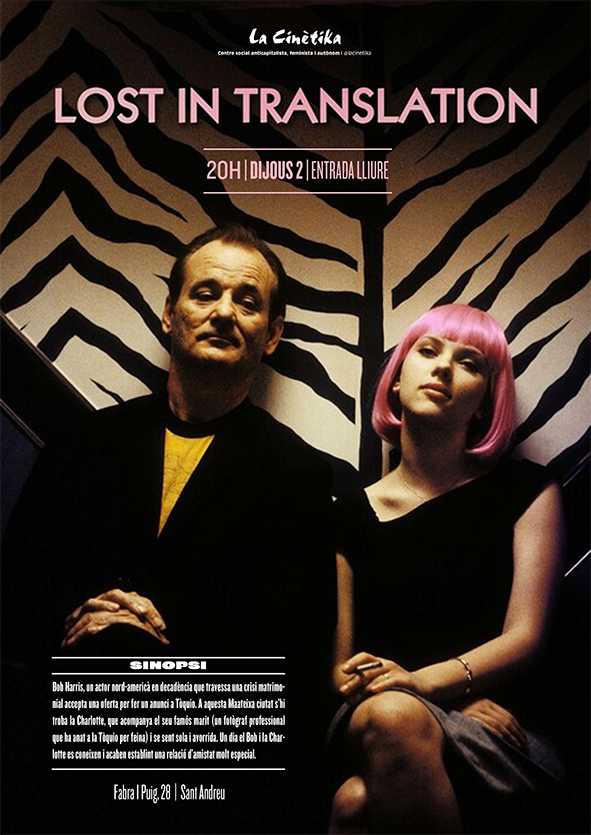 La Cinètika
Centre social anticapitalista, feminista i autònom | @lacinetika
LOST IN TRANSLATION
20H | DIJOUS 2 | ENTRADA LLIURE
SINOPSI
Bob Harris, un actor nord-americà en decadència que travessa una crisi matrimo-
nial accepta una oferta per fer un anunci a Tòquio. A aquesta Maateixa ciutat s'hi
troba la Charlotte, que acompanya el seu famós marit (un fotògraf professional
que ha anat a la Tòquio per feina) i se sent sola i avorrida. Un dia el Bob i la Char-
lotte es coneixen i acaben establint una relació d'amistat molt especial.
Fabra I Puig, 28 | Sant Andreu